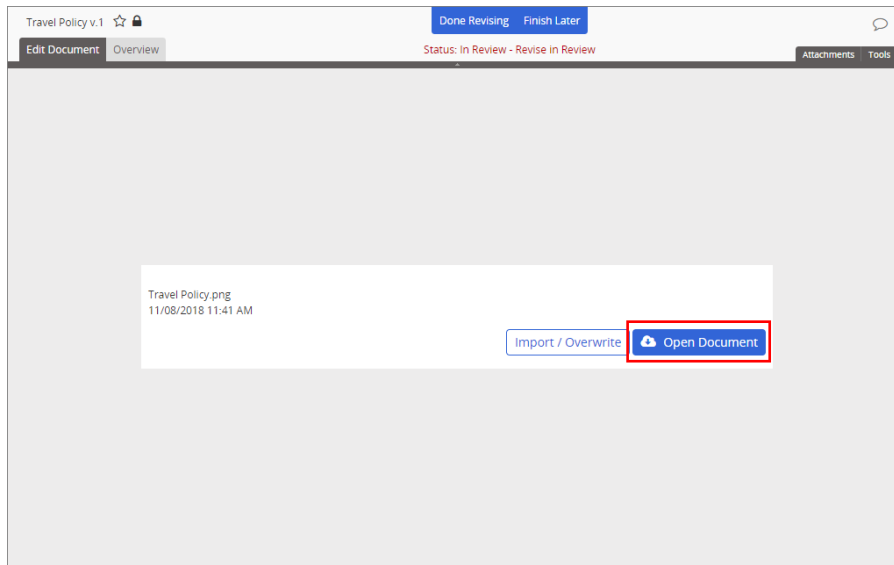 Travel Policy v.1
Done Revising Finish Later
Edit Document Overview
Status: In Review - Revise in Review
Attachments Tools
Travel Policy.png
11/08/2018 11:41 AM
Import / Overwrite Open Document